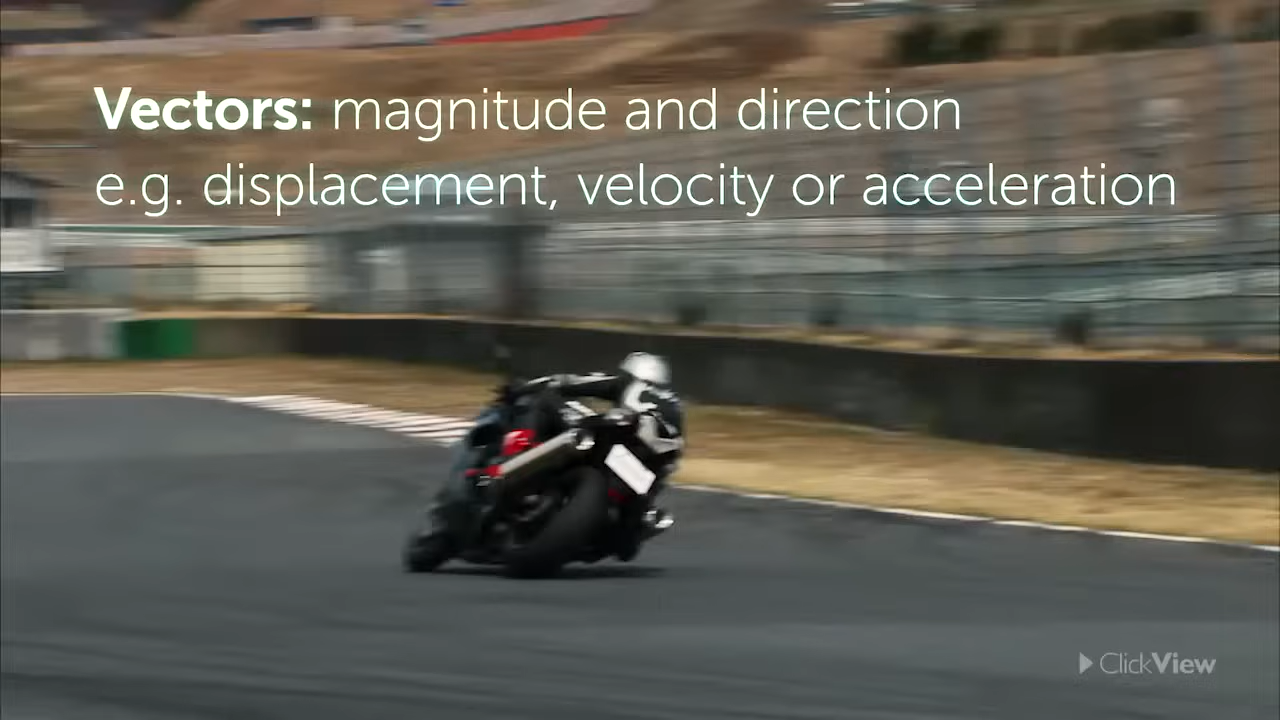 Vectors: magnitude and direction
e.g. displacement, velocity or acceleration
ClickView